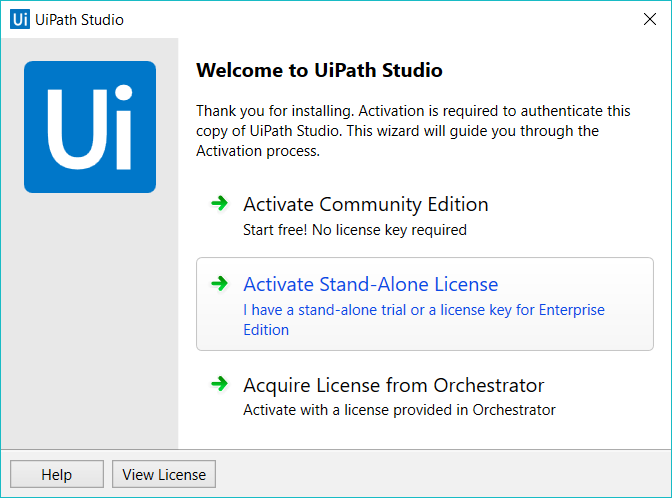 Ui UiPath Studio
Ui
Welcome to UiPath Studio
Thank you for installing. Activation is required to authenticate this
copy of UiPath Studio. This wizard will guide you through the
Activation process.
Activate Community Edition
Start free! No license key required
Activate Stand-Alone License
I have a stand-alone trial or a license key for Enterprise
Edition
Acquire License from Orchestrator
Activate with a license provided in Orchestrator
Help View License